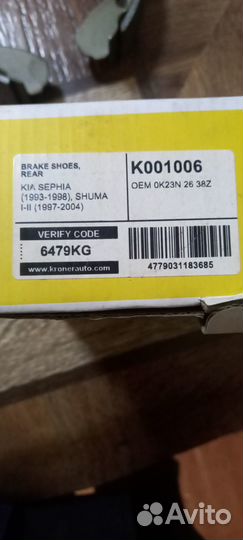 BRAKE SHOES,
REAR
KIA SEPHIA
(1993-1998), SHUMA
I-II (1997-2004)
K001006
OEM 0K23N 26 38Z
VERIFY CODE
6479KG
www.kronerauto.com
4779031183685
Avito